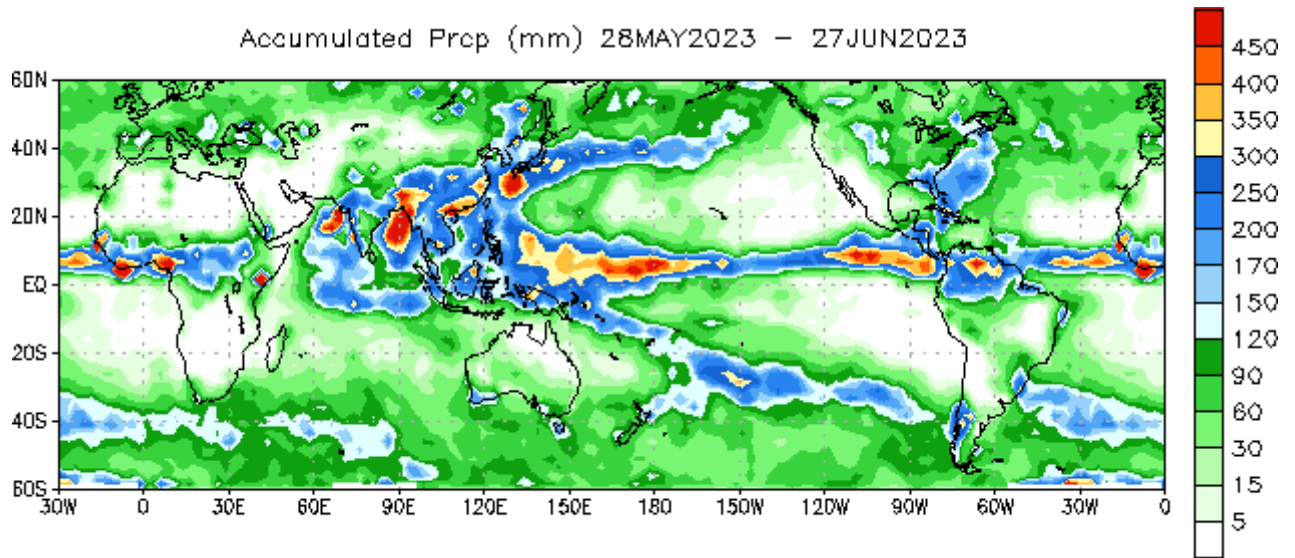 Accumulated Prcp (mm) 28MAY2023 – 27JUN2023
60N
40N
20N
EQ
20S
40S
60S
30W 0 30E 60E 90E 120E 150E 180 150W 120W 90W 60W 30W 0
450
400
350
300
250
200
170
150
120
90
60
30
15
5